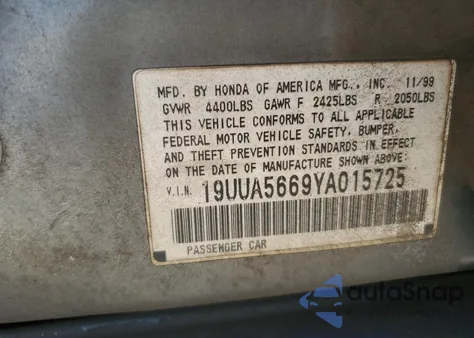 MFD. BY HONDA OF AMERICA MFG., INC. 11/99
GVWR 4400LBS GAWR F 2425LBS R 2050LBS
THIS VEHICLE CONFORMS TO ALL APPLICABLE
FEDERAL MOTOR VEHICLE SAFETY, BUMPER,
AND THEFT PREVENTION STANDARDS IN EFFECT
ON THE DATE OF MANUFACTURE SHOWN ABOVE.
V.I.N. 19UUA5669YA015725
PASSENGER CAR
autoSnap